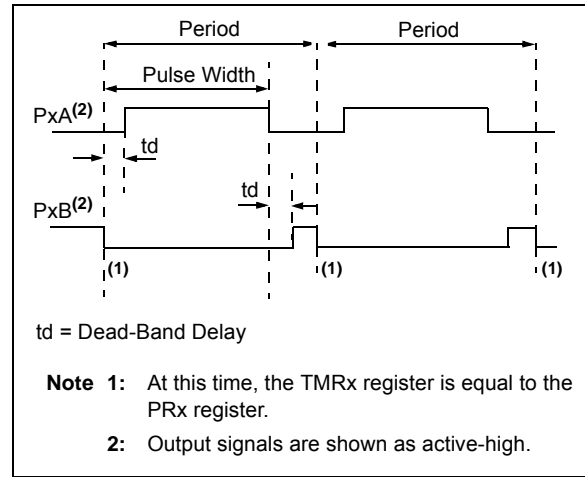 Period Period
Pulse Width
PxA(2)
td
td
PxB(2)
(1) (1) (1)
td = Dead-Band Delay
Note 1: At this time, the TMRx register is equal to the
PRx register.
2: Output signals are shown as active-high.